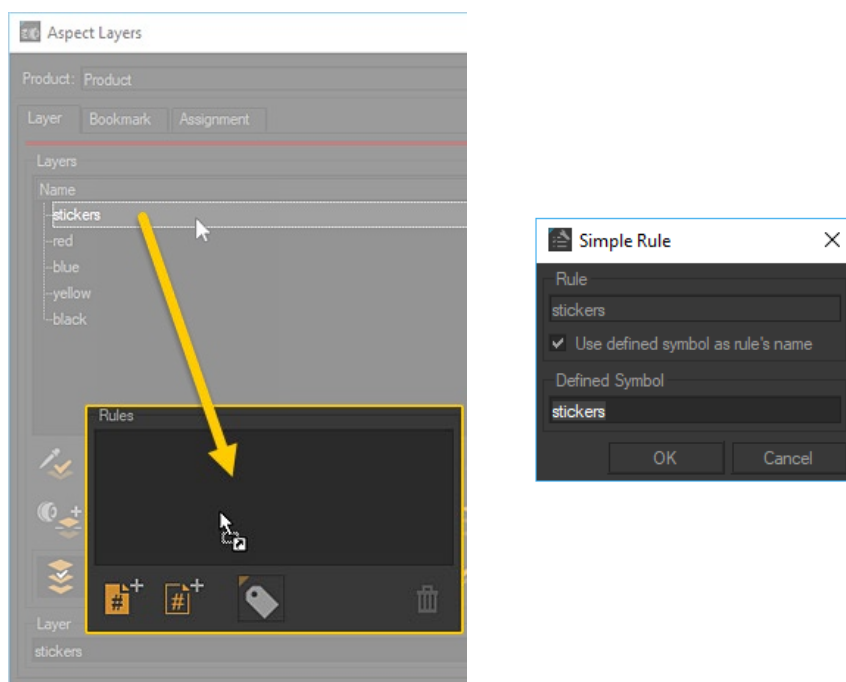 Aspect Layers
Product: Product
Layer Bookmark Assignment
Layers
Name
stickers
red
blue
yellow
black
Rules
Layer
stickers
Simple Rule
Rule
stickers
Use defined symbol as rule's name
Defined Symbol
stickers
OK Cancel